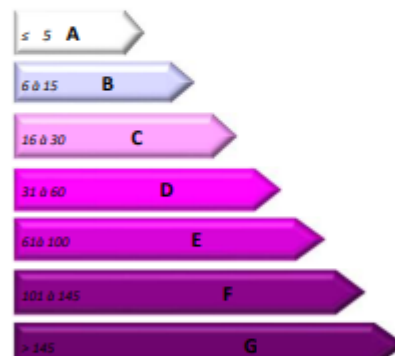 ≤ 5 A
6 à 15 B
16 à 30 C
31 à 60 D
61à 100 E
101 à 145 F
> 145 G